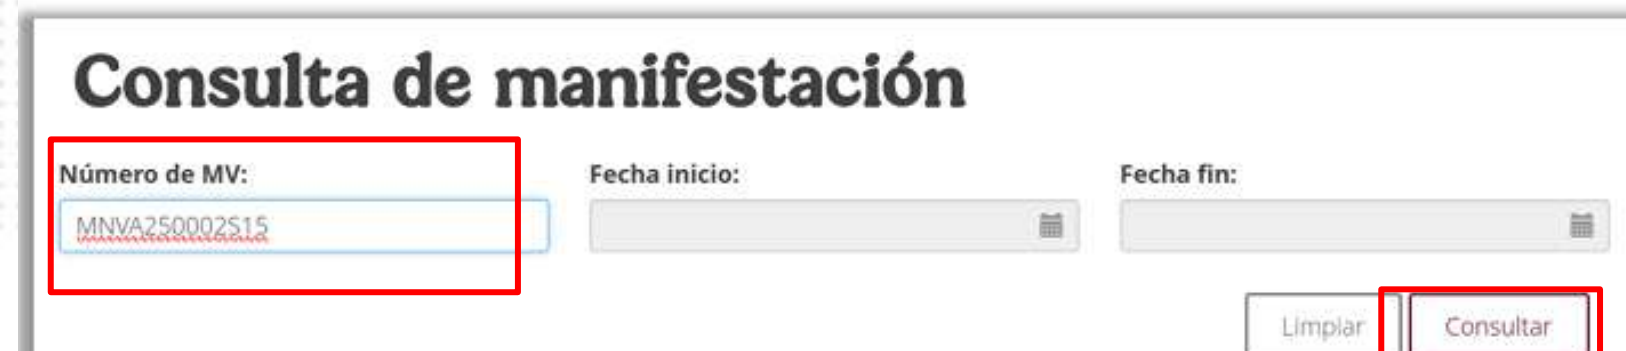 Consulta de manifestación
Número de MV: Fecha inicio: Fecha fin:
MNVA250002S15
Limpiar Consultar